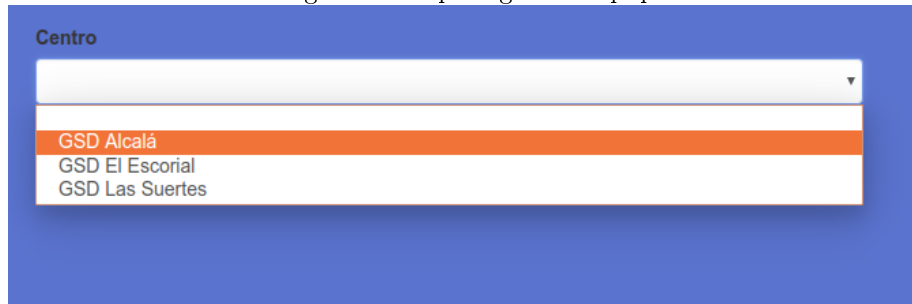 Centro
GSD Alcalá
GSD El Escorial
GSD Las Suertes